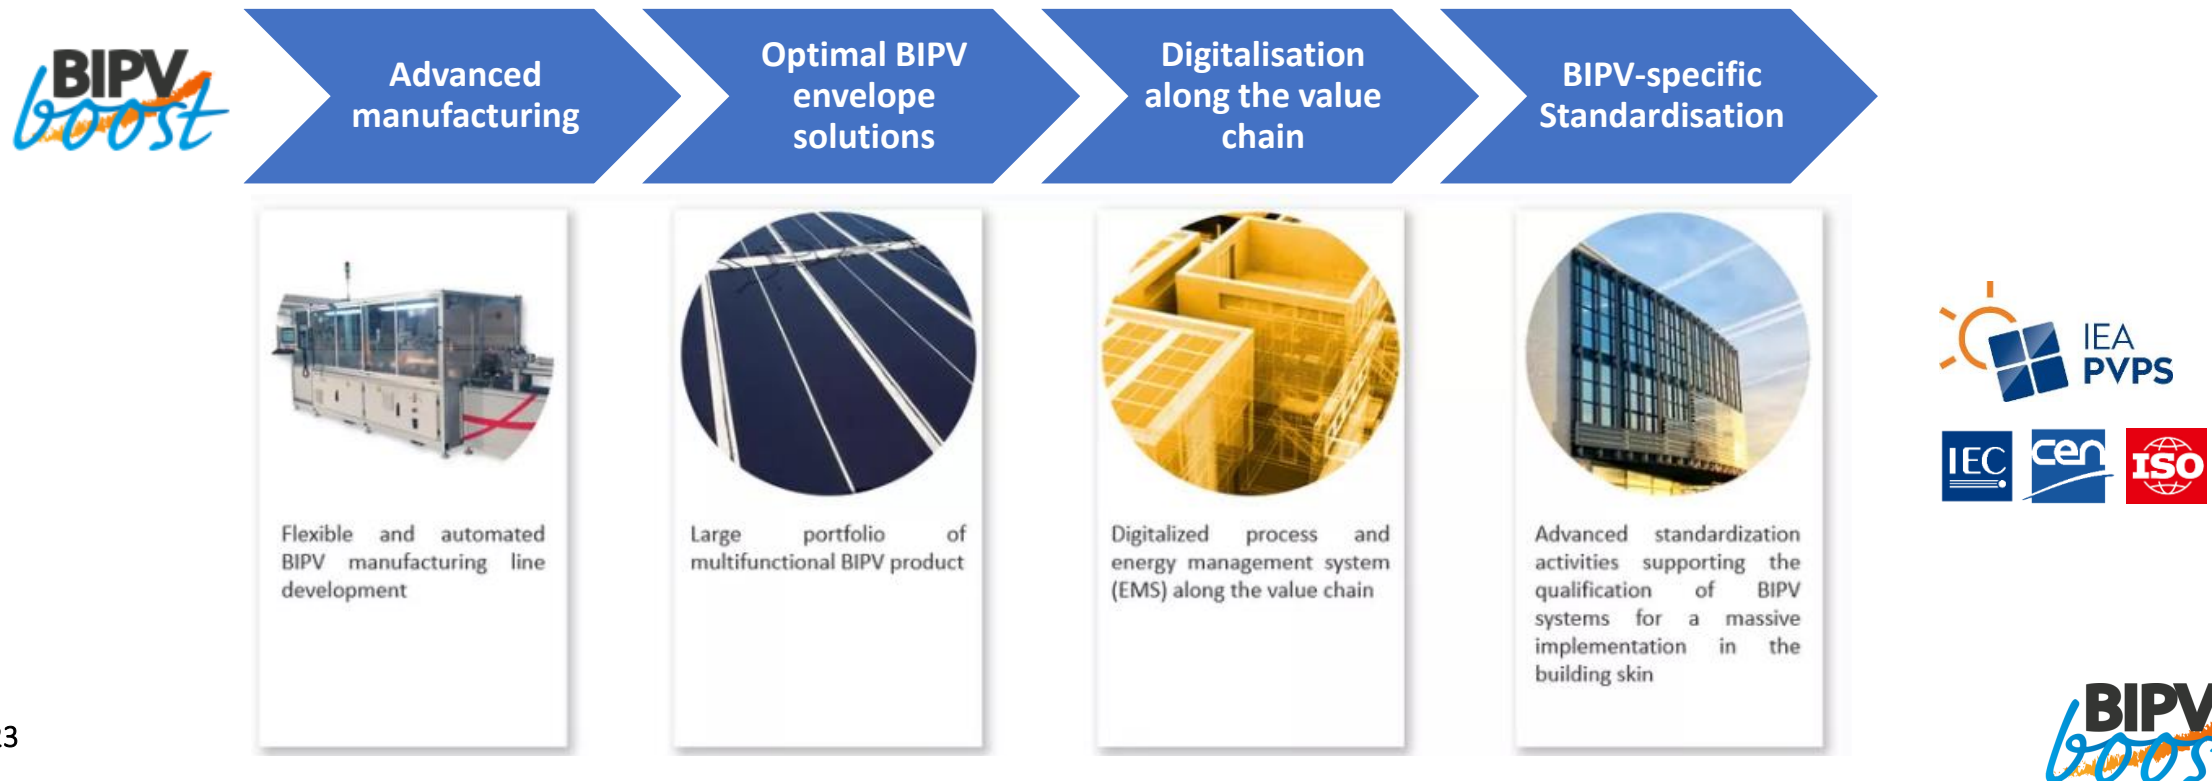 BIPV
boost
Advanced
manufacturing
Optimal BIPV
envelope
solutions
Digitalisation
along the value
chain
BIPV-specific
Standardisation
Flexible and automated
BIPV manufacturing line
development
Large portfolio of
multifunctional BIPV product
Digitalized process and
energy management system
(EMS) along the value chain
Advanced standardization
activities supporting the
qualification of BIPV
systems for a massive
implementation in the
building skin
IEA
PVPS
IEC
cen
ISO
23
BIPV
boos